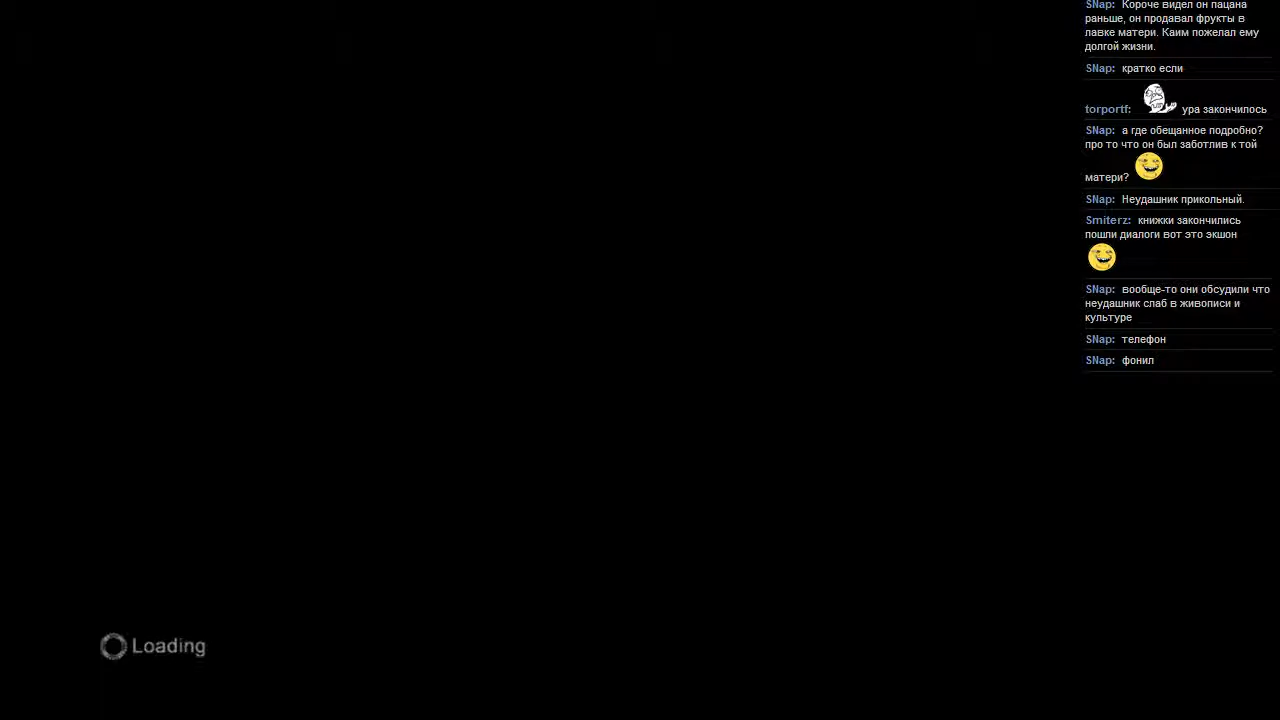 SNap: Короче видел он пацана
раньше, он продавал фрукты в
лавке матери. Каим пожелал ему
долгой жизни.
SNap: кратко если
torportf: ура закончилось
SNap: а где обещанное подробно?
про то что он был заботлив к той
матери?
SNap: Неудашник прикольный.
Smiterz: книжки закончились
пошли диалоги вот это экшон
SNap: вообще-то они обсудили что
неудашник слаб в живописи и
культуре
SNap: телефон
SNap: фонил
Loading